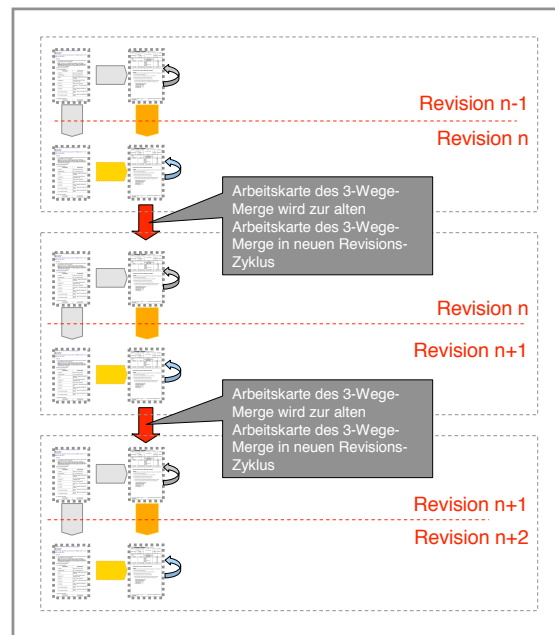 Revision n-1
Revision n
Arbeitskarte des 3-Wege-
Merge wird zur alten
Arbeitskarte des 3-Wege-
Merge in neuen Revisions-
Zyklus
Revision n
Revision n+1
Arbeitskarte des 3-Wege-
Merge wird zur alten
Arbeitskarte des 3-Wege-
Merge in neuen Revisions-
Zyklus
Revision n+1
Revision n+2